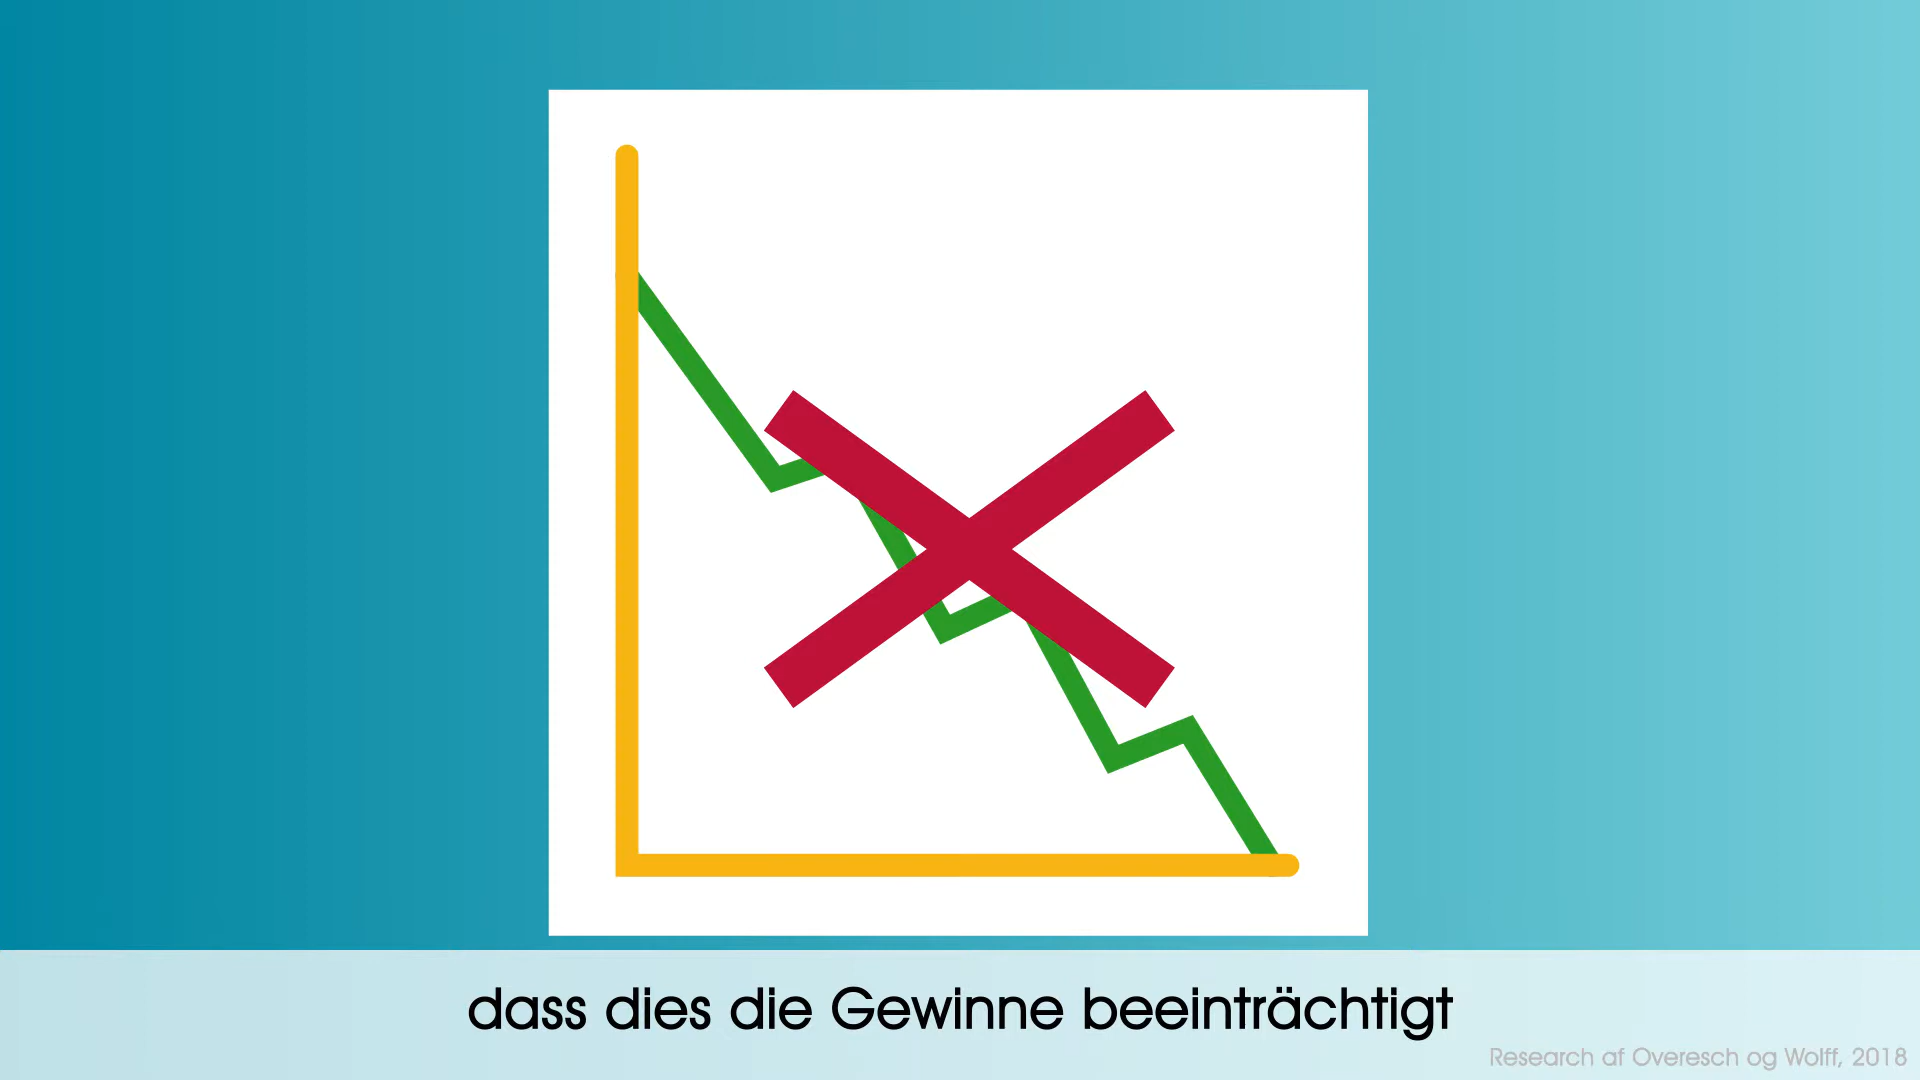 dass dies die Gewinne beeinträchtigt
Research af Overesch og Wolff, 2018